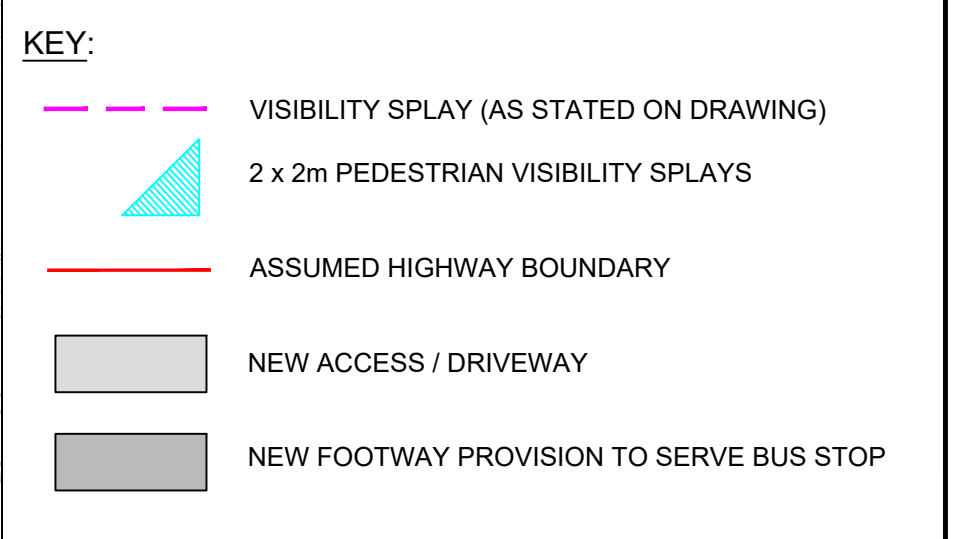 KEY:
VISIBILITY SPLAY (AS STATED ON DRAWING)
2 x 2m PEDESTRIAN VISIBILITY SPLAYS
ASSUMED HIGHWAY BOUNDARY
NEW ACCESS / DRIVEWAY
NEW FOOTWAY PROVISION TO SERVE BUS STOP